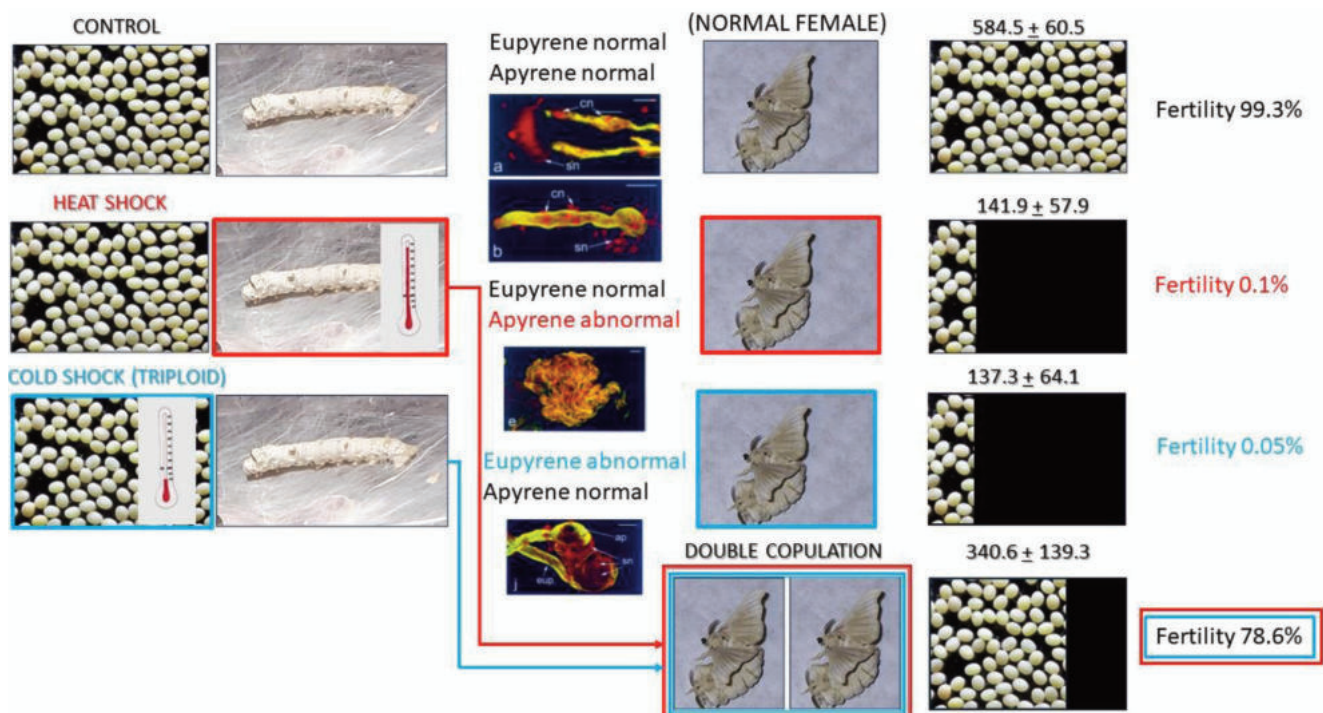 CONTROL
Eupyrene normal
Apyrene normal
(NORMAL FEMALE)
584.5 ± 60.5
cn
a
sn
Fertility 99.3%
cn
b
sn
HEAT SHOCK
141.9 ± 57.9
Eupyrene normal
Apyrene abnormal
Fertility 0.1%
e
COLD SHOCK (TRIPLOID)
137.3 ± 64.1
Eupyrene abnormal
Apyrene normal
Fertility 0.05%
ap
sn
eup.
j
DOUBLE COPULATION
340.6 ± 139.3
Fertility 78.6%